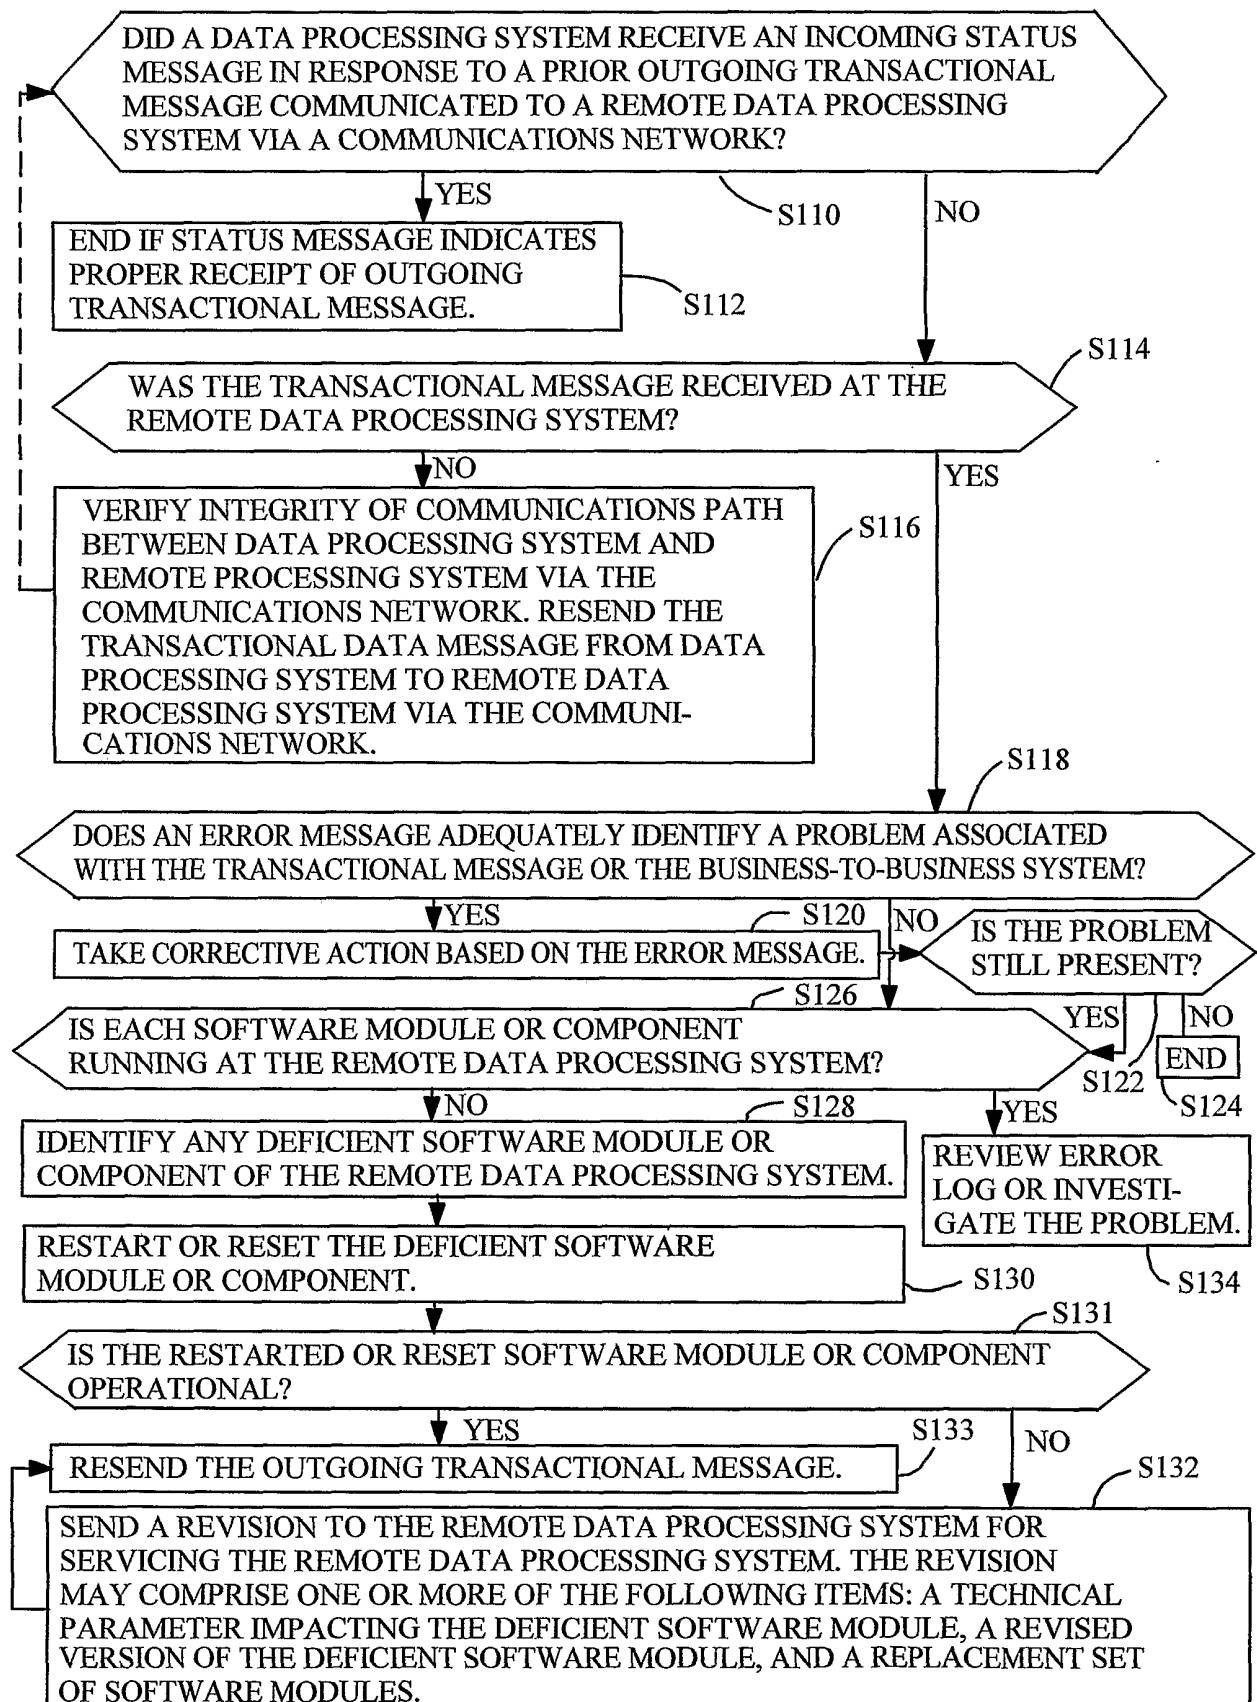 DID A DATA PROCESSING SYSTEM RECEIVE AN INCOMING STATUS
MESSAGE IN RESPONSE TO A PRIOR OUTGOING TRANSACTIONAL
MESSAGE COMMUNICATED TO A REMOTE DATA PROCESSING
SYSTEM VIA A COMMUNICATIONS NETWORK?
YES
S110
NO
END IF STATUS MESSAGE INDICATES
PROPER RECEIPT OF OUTGOING
TRANSACTIONAL MESSAGE.
S112
S114
WAS THE TRANSACTIONAL MESSAGE RECEIVED AT THE
REMOTE DATA PROCESSING SYSTEM?
NO
YES
VERIFY INTEGRITY OF COMMUNICATIONS PATH
BETWEEN DATA PROCESSING SYSTEM AND
REMOTE PROCESSING SYSTEM VIA THE
COMMUNICATIONS NETWORK. RESEND THE
TRANSACTIONAL DATA MESSAGE FROM DATA
PROCESSING SYSTEM TO REMOTE DATA
PROCESSING SYSTEM VIA THE COMMUNI-
CATIONS NETWORK.
S116
S118
DOES AN ERROR MESSAGE ADEQUATELY IDENTIFY A PROBLEM ASSOCIATED
WITH THE TRANSACTIONAL MESSAGE OR THE BUSINESS-TO-BUSINESS SYSTEM?
YES
S120
NO
TAKE CORRECTIVE ACTION BASED ON THE ERROR MESSAGE.
IS THE PROBLEM
STILL PRESENT?
S126
YES
NO
END
S122
S124
IS EACH SOFTWARE MODULE OR COMPONENT
RUNNING AT THE REMOTE DATA PROCESSING SYSTEM?
NO
S128
YES
IDENTIFY ANY DEFICIENT SOFTWARE MODULE OR
COMPONENT OF THE REMOTE DATA PROCESSING SYSTEM.
REVIEW ERROR
LOG OR INVESTI-
GATE THE PROBLEM.
S134
RESTART OR RESET THE DEFICIENT SOFTWARE
MODULE OR COMPONENT.
S130
S131
IS THE RESTARTED OR RESET SOFTWARE MODULE OR COMPONENT
OPERATIONAL?
YES
S133
NO
RESEND THE OUTGOING TRANSACTIONAL MESSAGE.
S132
SEND A REVISION TO THE REMOTE DATA PROCESSING SYSTEM FOR
SERVICING THE REMOTE DATA PROCESSING SYSTEM. THE REVISION
MAY COMPRISE ONE OR MORE OF THE FOLLOWING ITEMS: A TECHNICAL
PARAMETER IMPACTING THE DEFICIENT SOFTWARE MODULE, A REVISED
VERSION OF THE DEFICIENT SOFTWARE MODULE, AND A REPLACEMENT SET
OF SOFTWARE MODULES.